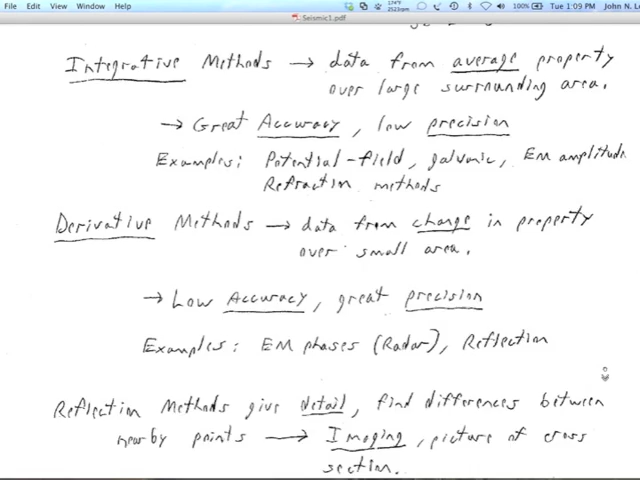 File Edit View Window Help
100% Tue 1:09 PM John N. Lo
Seismic1.pdf
Integrative Methods → data from average property
over large surrounding area.
→ Great Accuracy, low precision
Examples: Potential-field, galvanic, EM amplitude
Refraction methods
Derivative Methods → data from change in property
over small area.
→ Low Accuracy, great precision
Examples: EM phases (Radar), Reflection
Reflection Methods give detail, find differences between
nearby points → Imaging, picture of cross
section.